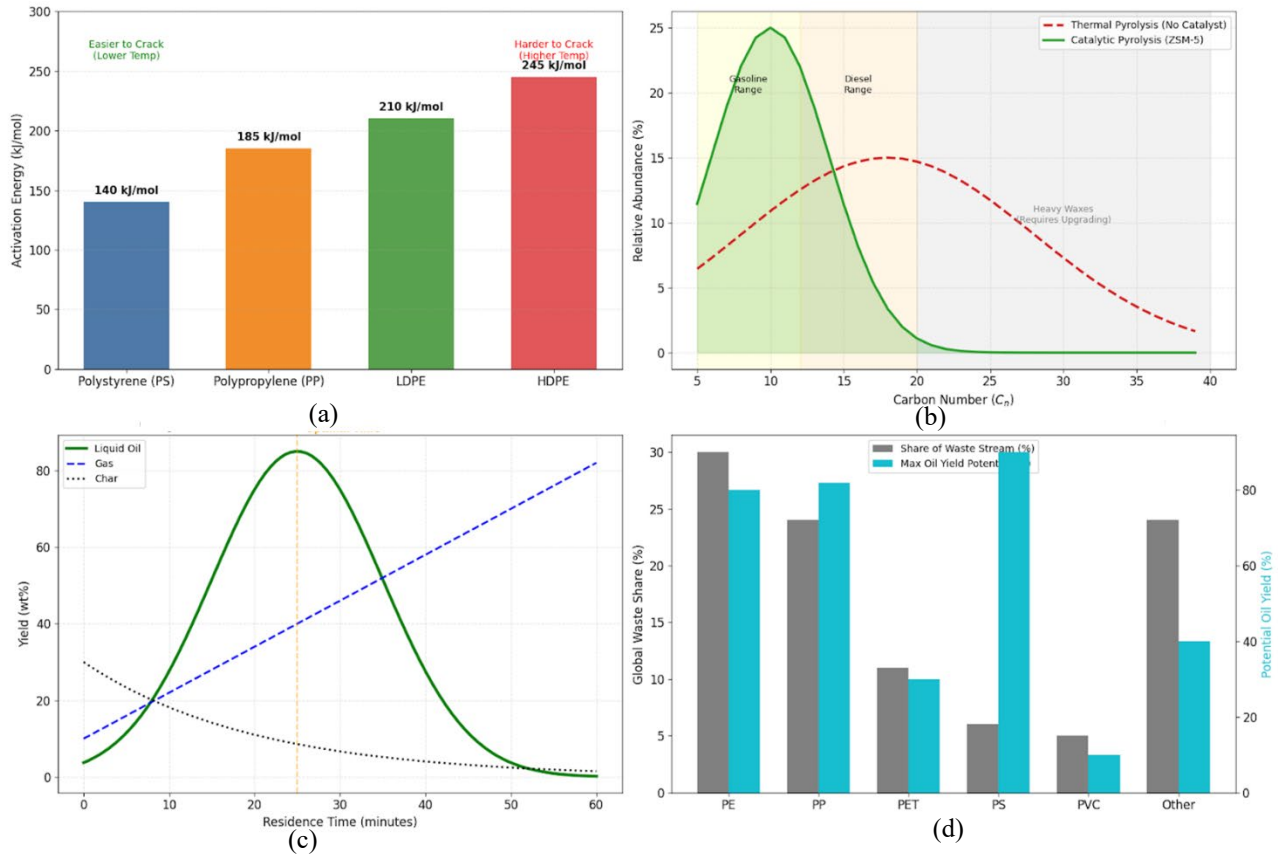 300
250
200
150
100
50
0
Activation Energy (kJ/mol)
Easier to Crack
(Lower Temp)
Harder to Crack
(Higher Temp)
140 kJ/mol
185 kJ/mol
210 kJ/mol
245 kJ/mol
Polystyrene (PS)
Polypropylene (PP)
LDPE
HDPE
(a)
25
20
15
10
5
0
Relative Abundance (%)
Thermal Pyrolysis (No Catalyst)
Catalytic Pyrolysis (ZSM-5)
Gasoline
Range
Diesel
Range
Heavy Waxes
(Requires Upgrading)
5
10
15
20
25
30
35
40
Carbon Number (Cn)
(b)
80
60
40
20
0
Yield (wt%)
Liquid Oil
Gas
Char
0
10
20
30
40
50
60
Residence Time (minutes)
(c)
30
25
20
15
10
5
0
Global Waste Share (%)
Share of Waste Stream (%)
Max Oil Yield
80
60
40
20
0
Potential Oil Yield (%)
PE
PP
PET
PS
PVC
Other
(d)